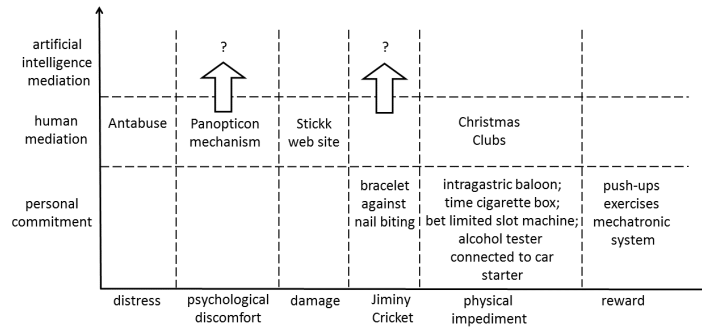 artificial
intelligence
mediation
?
?
human
mediation
Antabuse
Panopticon
mechanism
Stickk
web site
Christmas
Clubs
personal
commitment
bracelet
against
nail biting
intragastric baloon;
time cigarette box;
bet limited slot machine;
alcohol tester
connected to car
starter
push-ups
exercises
mechatronic
system
distress
psychological
discomfort
damage
Jiminy
Cricket
physical
impediment
reward